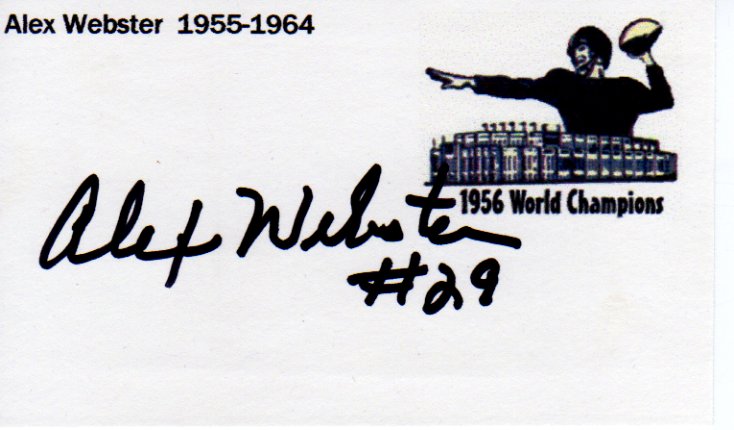 Alex Webster 1955-1964
1956 World Champions
Alex Webster
#29